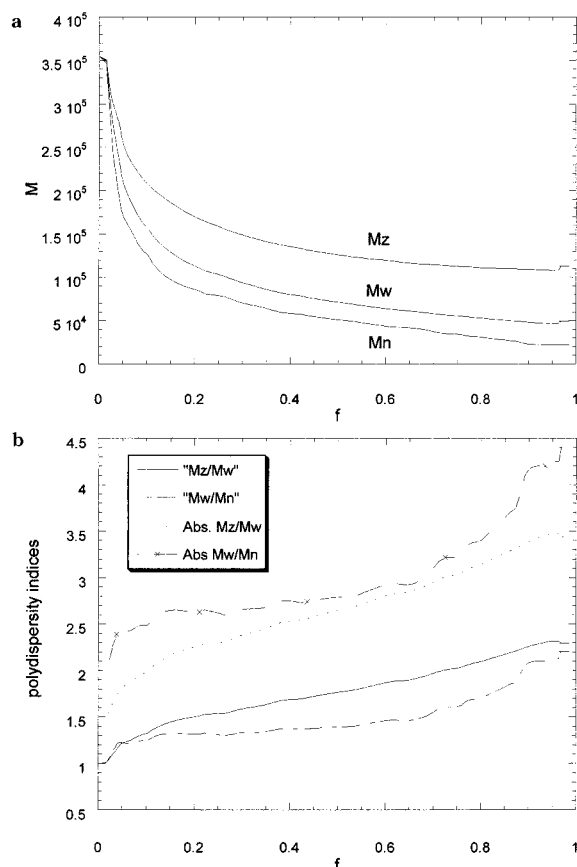 a
4 10⁵
3.5 10⁵
3 10⁵
2.5 10⁵
2 10⁵
1.5 10⁵
1 10⁵
5 10⁴
0
M
Mz
Mw
Mn
0 0.2 0.4 0.6 0.8 1
f
b
4.5
4
3.5
3
2.5
2
1.5
1
0.5
polydispersity indices
"Mz/Mw"
"Mw/Mn"
Abs. Mz/Mw
Abs Mw/Mn
0 0.2 0.4 0.6 0.8 1
f